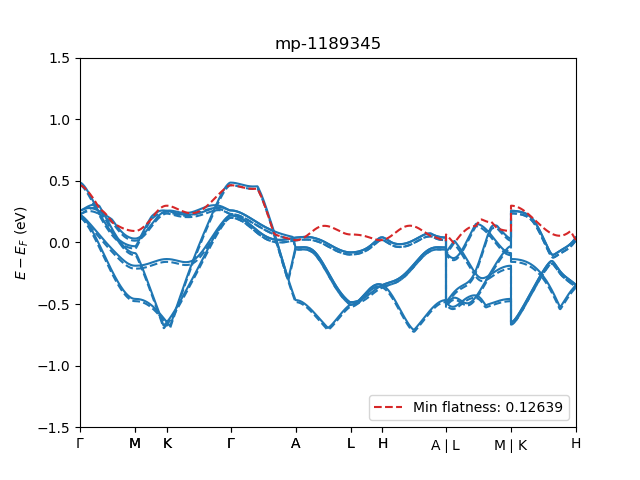 mp-1189345
E − E_F (eV)
1.5
1.0
0.5
0.0
−0.5
−1.0
−1.5
Min flatness: 0.12639
Γ M K Γ A L H A | L M | K H